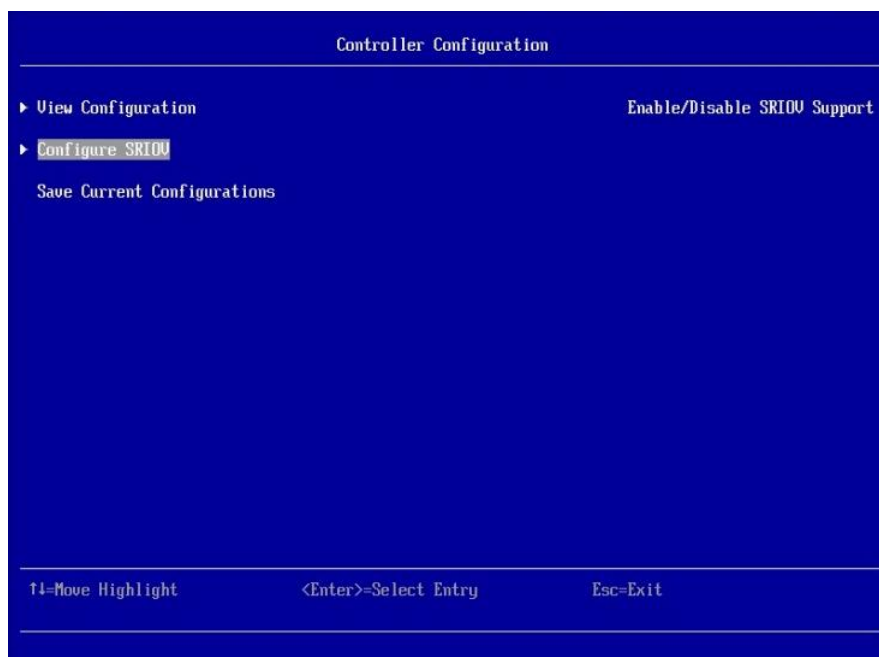 Controller Configuration
▶ View Configuration Enable/Disable SRIOV Support
▶ Configure SRIOV
Save Current Configurations
↑↓=Move Highlight <Enter>=Select Entry Esc=Exit